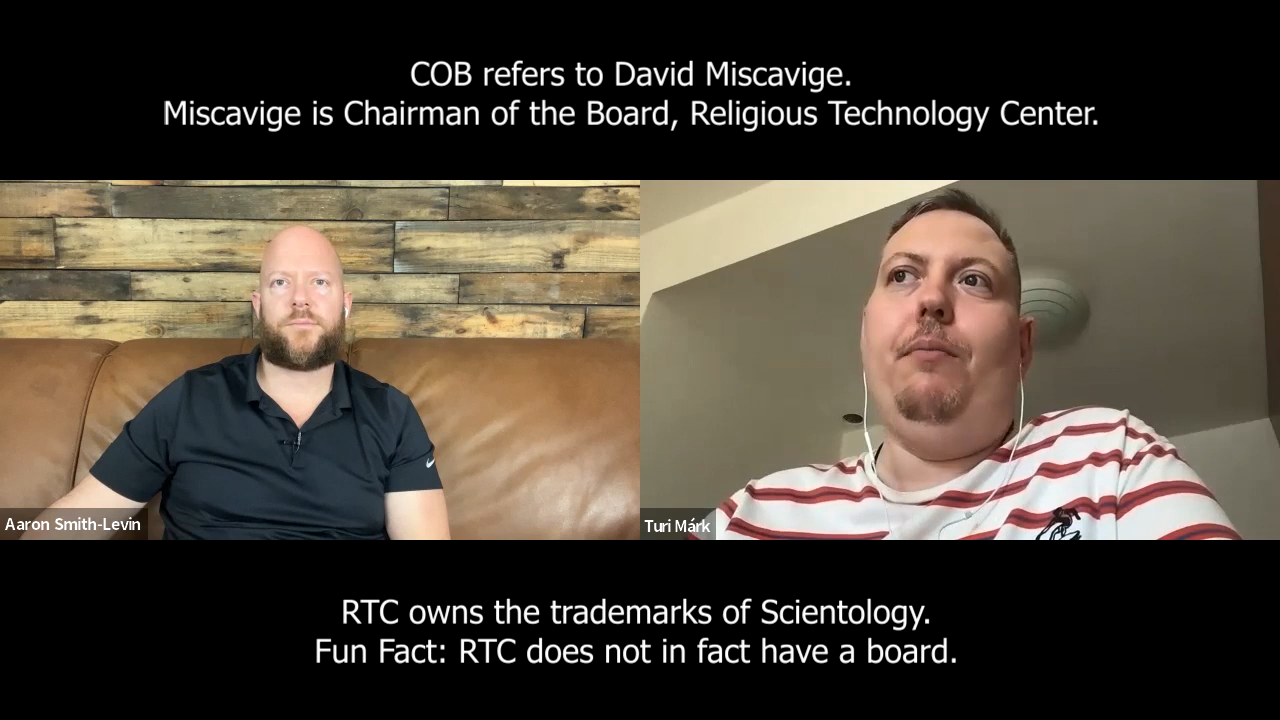 COB refers to David Miscavige.
Miscavige is Chairman of the Board, Religious Technology Center.
Aaron Smith-Levin
Turi Márk
RTC owns the trademarks of Scientology.
Fun Fact: RTC does not in fact have a board.